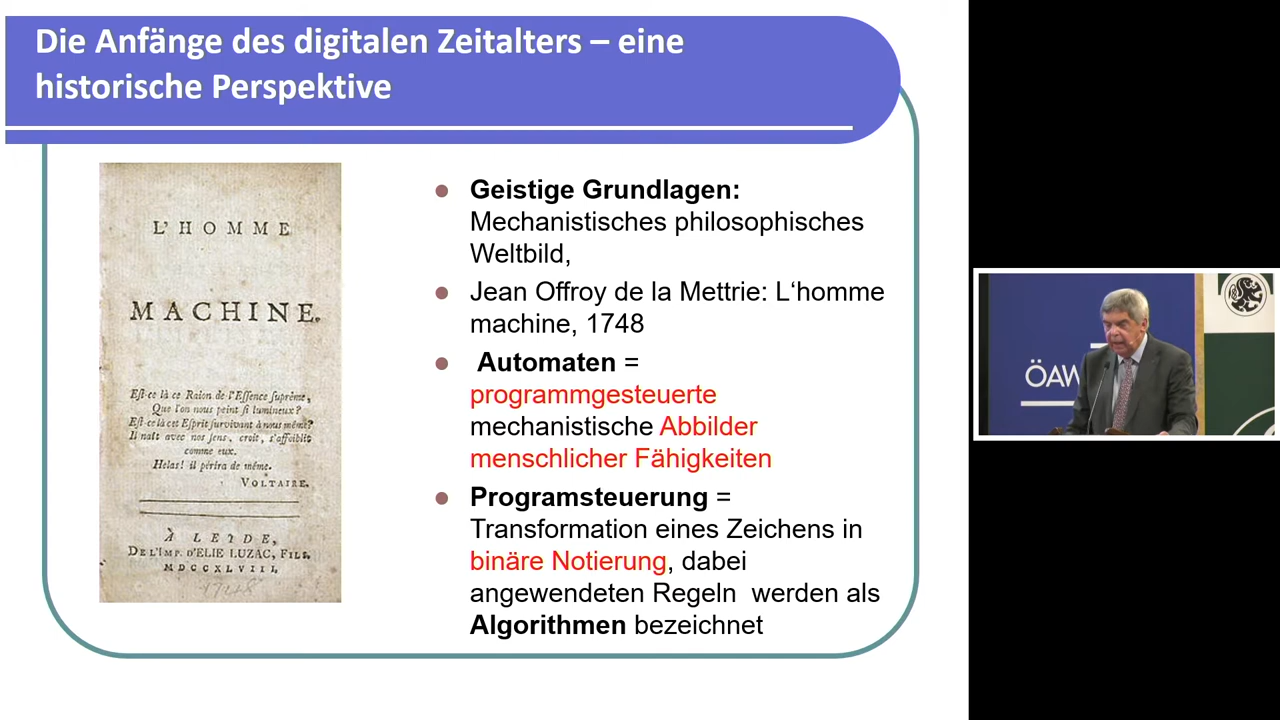 Die Anfänge des digitalen Zeitalters – eine
historische Perspektive
L'HOMME
MACHINE.
Est-ce là ce Raion de l'Essence suprême,
Que l'on nous peint si lumineux?
Est-ce là cet Esprit survivant à nous même?
Il naît avec nos sens, croit, s'affoiblit
comme eux.
Helas! il périra de même.
VOLTAIRE.
À LEIDE,
DE L'IMP. D'ELIE LUZAC, FILS.
MDCCXLVIII.
1748
Geistige Grundlagen:
Mechanistisches philosophisches
Weltbild,
Jean Offroy de la Mettrie: L‘homme
machine, 1748
Automaten =
programmgesteuerte
mechanistische Abbilder
menschlicher Fähigkeiten
Programsteuerung =
Transformation eines Zeichens in
binäre Notierung, dabei
angewendeten Regeln werden als
Algorithmen bezeichnet
ÖAW